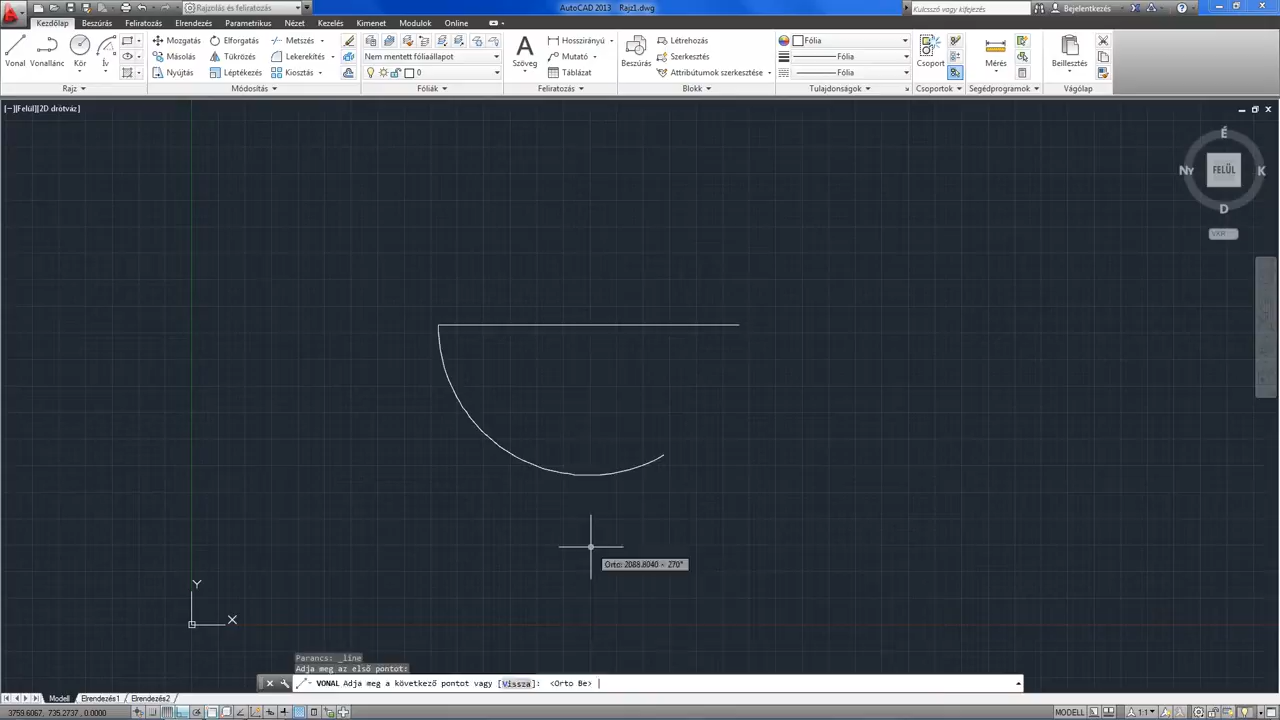 AutoCAD 2013 Rajz1.dwg
Rajzolás és feliratozás
Kulcsszó vagy kifejezés
Bejelentkezés
Kezdőlap Beszúrás Feliratozás Elrendezés Parametrikus Nézet Kezelés Kimenet Modulok Online
Vonal Vonallánc Kör Ív
Mozgatás Elforgatás Metszés
Másolás Tükrözés Lekerekítés
Nyújtás Léptékezés Kiosztás
Nem mentett fóliaállapot
0
Szöveg
Hosszirányú
Mutató
Táblázat
Beszúrás
Létrehozás
Szerkesztés
Attribútumok szerkesztése
Fólia
Fólia
Fólia
Csoport
Mérés
Beillesztés
Rajz Módosítás Fóliák Feliratozás Blokk Tulajdonságok Csoportok Segédprogramok Vágólap
[−][Felül][2D drótváz]
É
NY FELÜL K
D
VKR
Orto: 2088.8040 < 270°
Y
X
Parancs: _line
Adja meg az első pontot:
VONAL Adja meg a következő pontot vagy [Vissza]: <Orto Be>
Modell Elrendezés1 Elrendezés2
3759.6067, 735.2737, 0.0000
MODELL
1:1